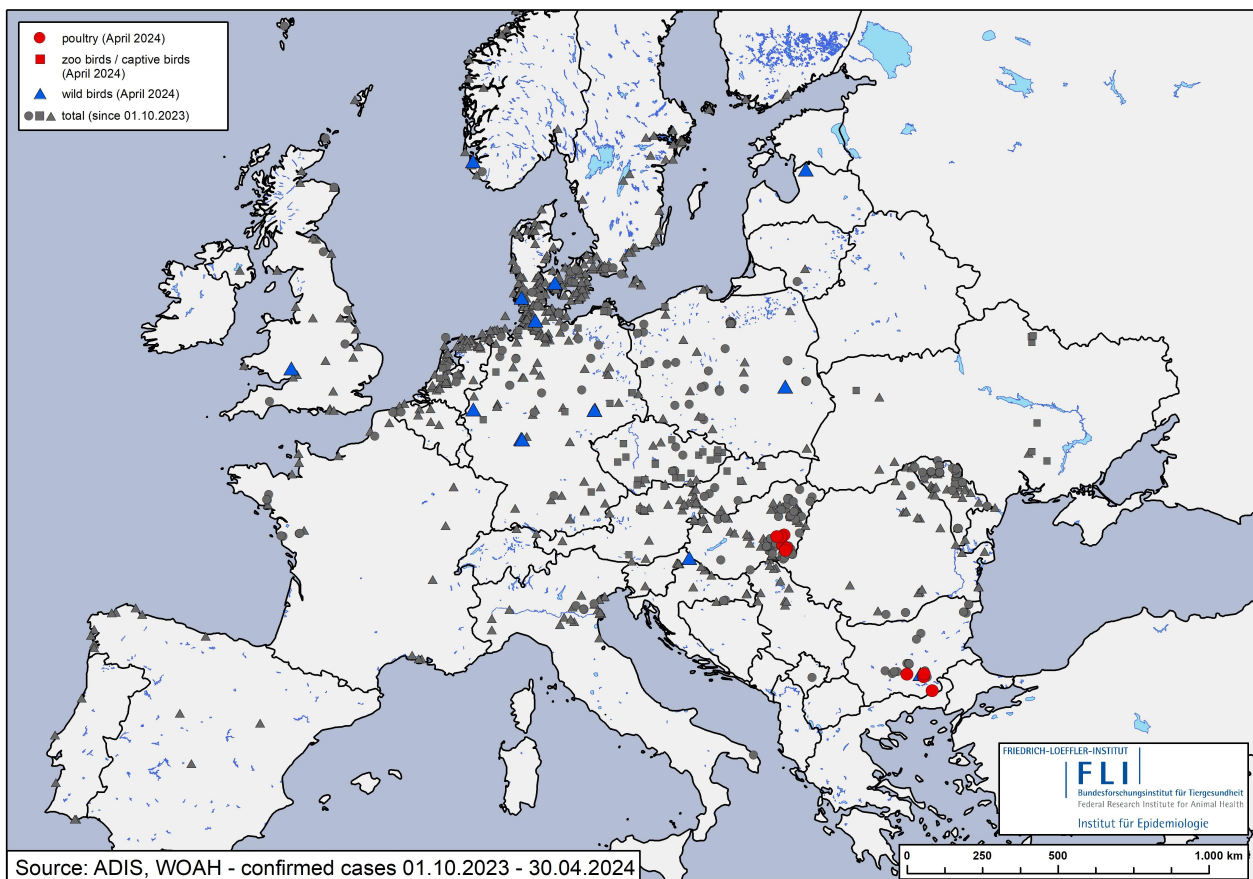 poultry (April 2024)
zoo birds / captive birds
(April 2024)
wild birds (April 2024)
total (since 01.10.2023)
FRIEDRICH-LOEFFLER-INSTITUT
FLI
Bundesforschungsinstitut für Tiergesundheit
Federal Research Institute for Animal Health
Institut für Epidemiologie
Source: ADIS, WOAH - confirmed cases 01.10.2023 - 30.04.2024
0 250 500 1.000 km